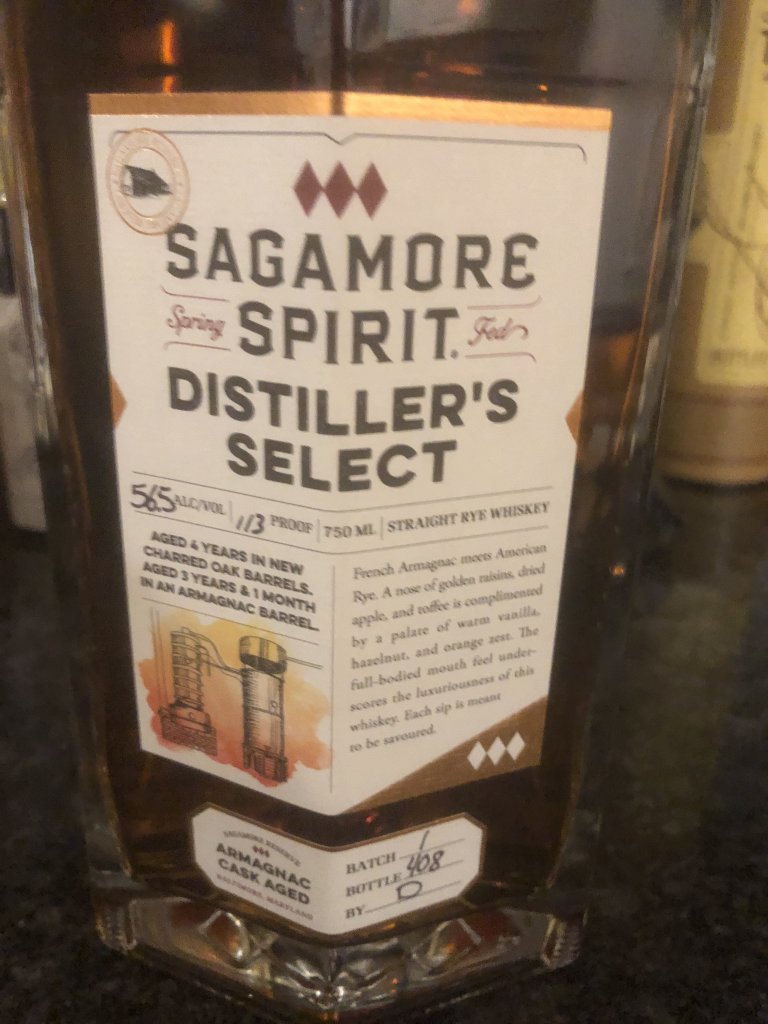 SAGAMORE
Spring SPIRIT. Fed
DISTILLER'S
SELECT
56.5 ALC/VOL | 113 PROOF | 750 ML | STRAIGHT RYE WHISKEY
AGED 4 YEARS IN NEW
CHARRED OAK BARRELS.
AGED 3 YEARS & 1 MONTH
IN AN ARMAGNAC BARREL.
French Armagnac meets American
Rye. A nose of golden raisins, dried
apple, and toffee is complimented
by a palate of warm vanilla,
hazelnut, and orange zest. The
full-bodied mouth feel under-
scores the luxuriousness of this
whiskey. Each sip is meant
to be savoured.
SAGAMORE RESERVE
ARMAGNAC
CASK AGED
BALTIMORE, MARYLAND
BATCH 1
BOTTLE 408
BY D